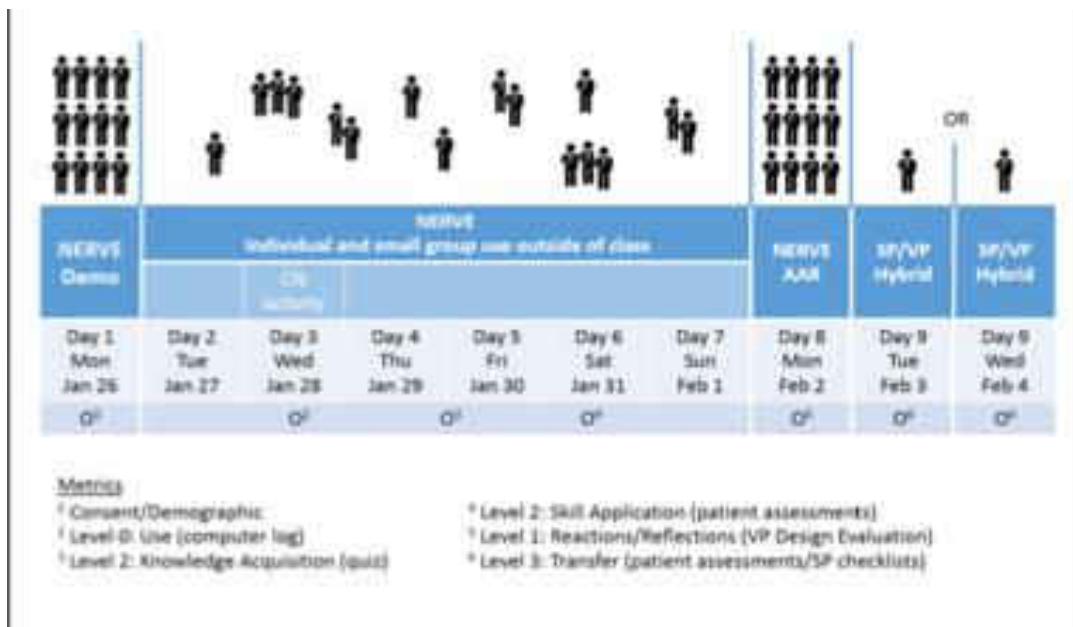 OR
NERVE
Demo
NERVE
Individual and small group use outside of class
CN
Activity
NERVE
AAR
SP/VP
Hybrid
SP/VP
Hybrid
Day 1
Mon
Jan 26
Day 2
Tue
Jan 27
Day 3
Wed
Jan 28
Day 4
Thu
Jan 29
Day 5
Fri
Jan 30
Day 6
Sat
Jan 31
Day 7
Sun
Feb 1
Day 8
Mon
Feb 2
Day 9
Tue
Feb 3
Day 9
Wed
Feb 4
O O O O O O O
Metrics
Consent/Demographic
Level 0: Use (computer log)
Level 2: Knowledge Acquisition (quiz)
Level 2: Skill Application (patient assessments)
Level 1: Reactions/Reflections (VP Design Evaluation)
Level 3: Transfer (patient assessments/SP checklists)